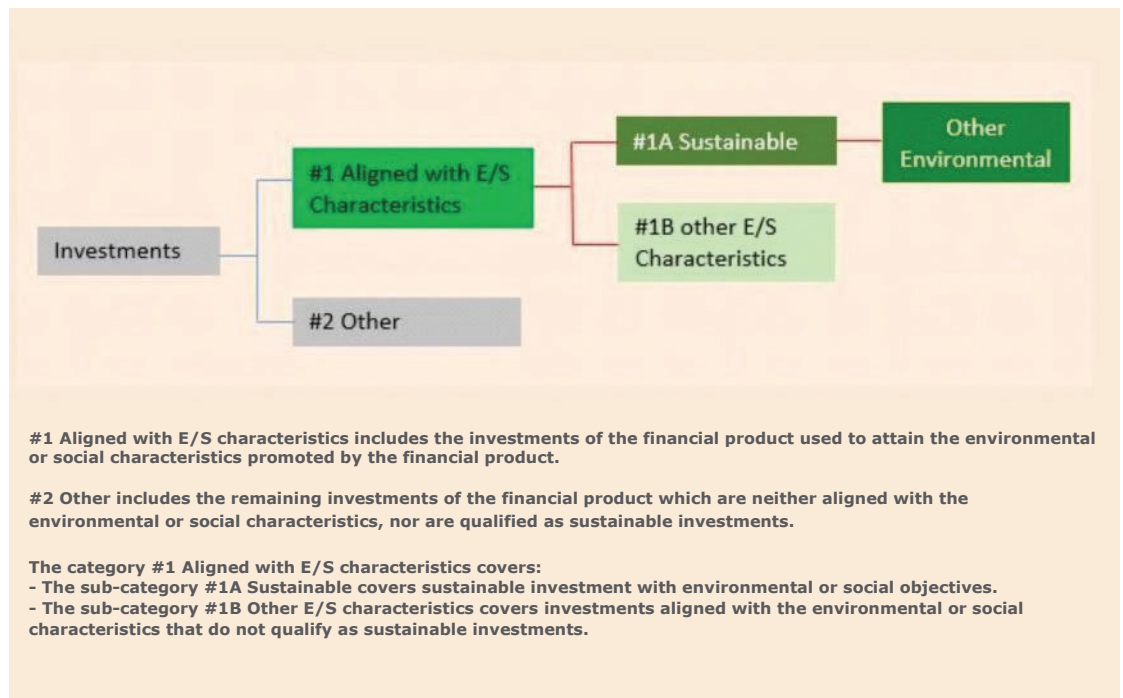 Other
Environmental
#1A Sustainable
#1 Aligned with E/S
Characteristics
#1B other E/S
Characteristics
Investments
#2 Other
#1 Aligned with E/S characteristics includes the investments of the financial product used to attain the environmental
or social characteristics promoted by the financial product.
#2 Other includes the remaining investments of the financial product which are neither aligned with the
environmental or social characteristics, nor are qualified as sustainable investments.
The category #1 Aligned with E/S characteristics covers:
- The sub-category #1A Sustainable covers sustainable investment with environmental or social objectives.
- The sub-category #1B Other E/S characteristics covers investments aligned with the environmental or social
characteristics that do not qualify as sustainable investments.